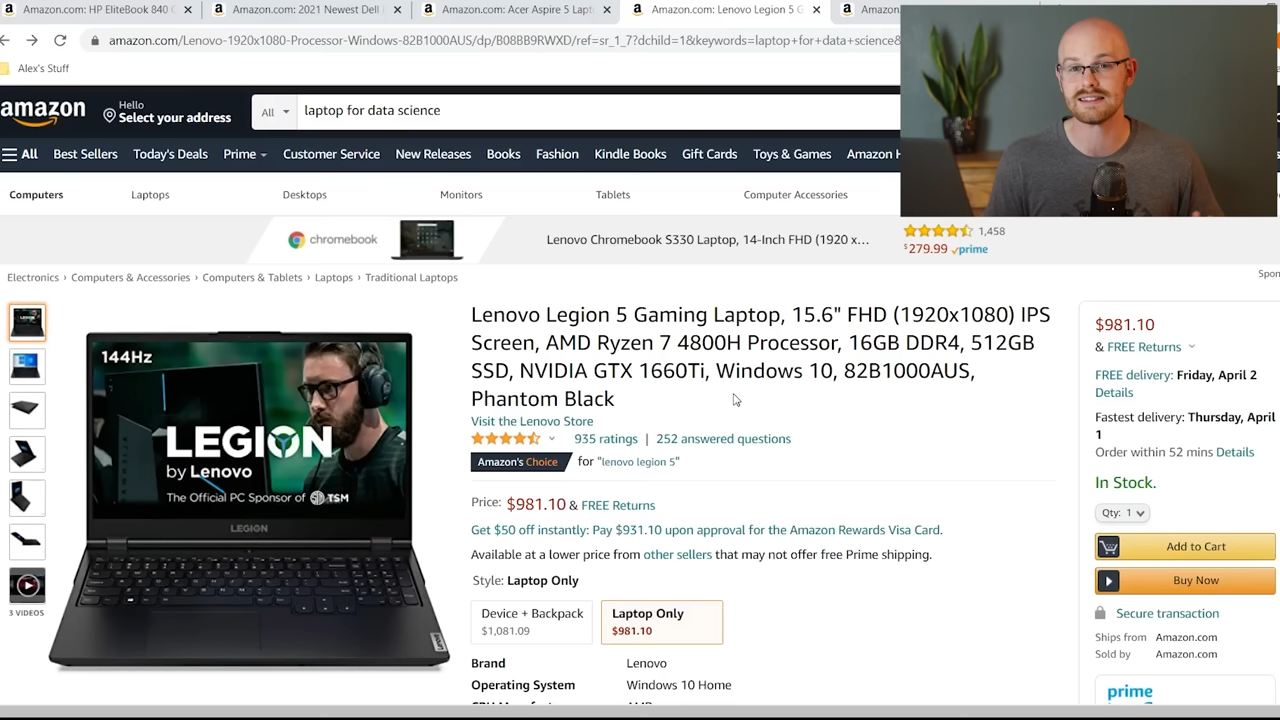 Amazon.com: HP EliteBook 840 G
Amazon.com: 2021 Newest Dell I
Amazon.com: Acer Aspire 5 Lapt
Amazon.com: Lenovo Legion 5 G
Amazon.
amazon.com/Lenovo-1920x1080-Processor-Windows-82B1000AUS/dp/B08BB9RWXD/ref=sr_1_7?dchild=1&keywords=laptop+for+data+science&
Alex's Stuff
amazon
Hello
Select your address
All
laptop for data science
All Best Sellers Today's Deals Prime Customer Service New Releases Books Fashion Kindle Books Gift Cards Toys & Games Amazon H
Computers Laptops Desktops Monitors Tablets Computer Accessories
chromebook
Lenovo Chromebook S330 Laptop, 14-Inch FHD (1920 x…
1,458
$279.99 prime
Electronics › Computers & Accessories › Computers & Tablets › Laptops › Traditional Laptops
Spon
144Hz
LEGION
by Lenovo
The Official PC Sponsor of TSM
LEGION
3 VIDEOS
Lenovo Legion 5 Gaming Laptop, 15.6" FHD (1920x1080) IPS
Screen, AMD Ryzen 7 4800H Processor, 16GB DDR4, 512GB
SSD, NVIDIA GTX 1660Ti, Windows 10, 82B1000AUS,
Phantom Black
Visit the Lenovo Store
935 ratings | 252 answered questions
Amazon's Choice for "lenovo legion 5"
Price: $981.10 & FREE Returns
Get $50 off instantly: Pay $931.10 upon approval for the Amazon Rewards Visa Card.
Available at a lower price from other sellers that may not offer free Prime shipping.
Style: Laptop Only
Device + Backpack
$1,081.09
Laptop Only
$981.10
Brand Lenovo
Operating System Windows 10 Home
$981.10
& FREE Returns
FREE delivery: Friday, April 2
Details
Fastest delivery: Thursday, April
1
Order within 52 mins Details
In Stock.
Qty: 1
Add to Cart
Buy Now
Secure transaction
Ships from Amazon.com
Sold by Amazon.com
prime